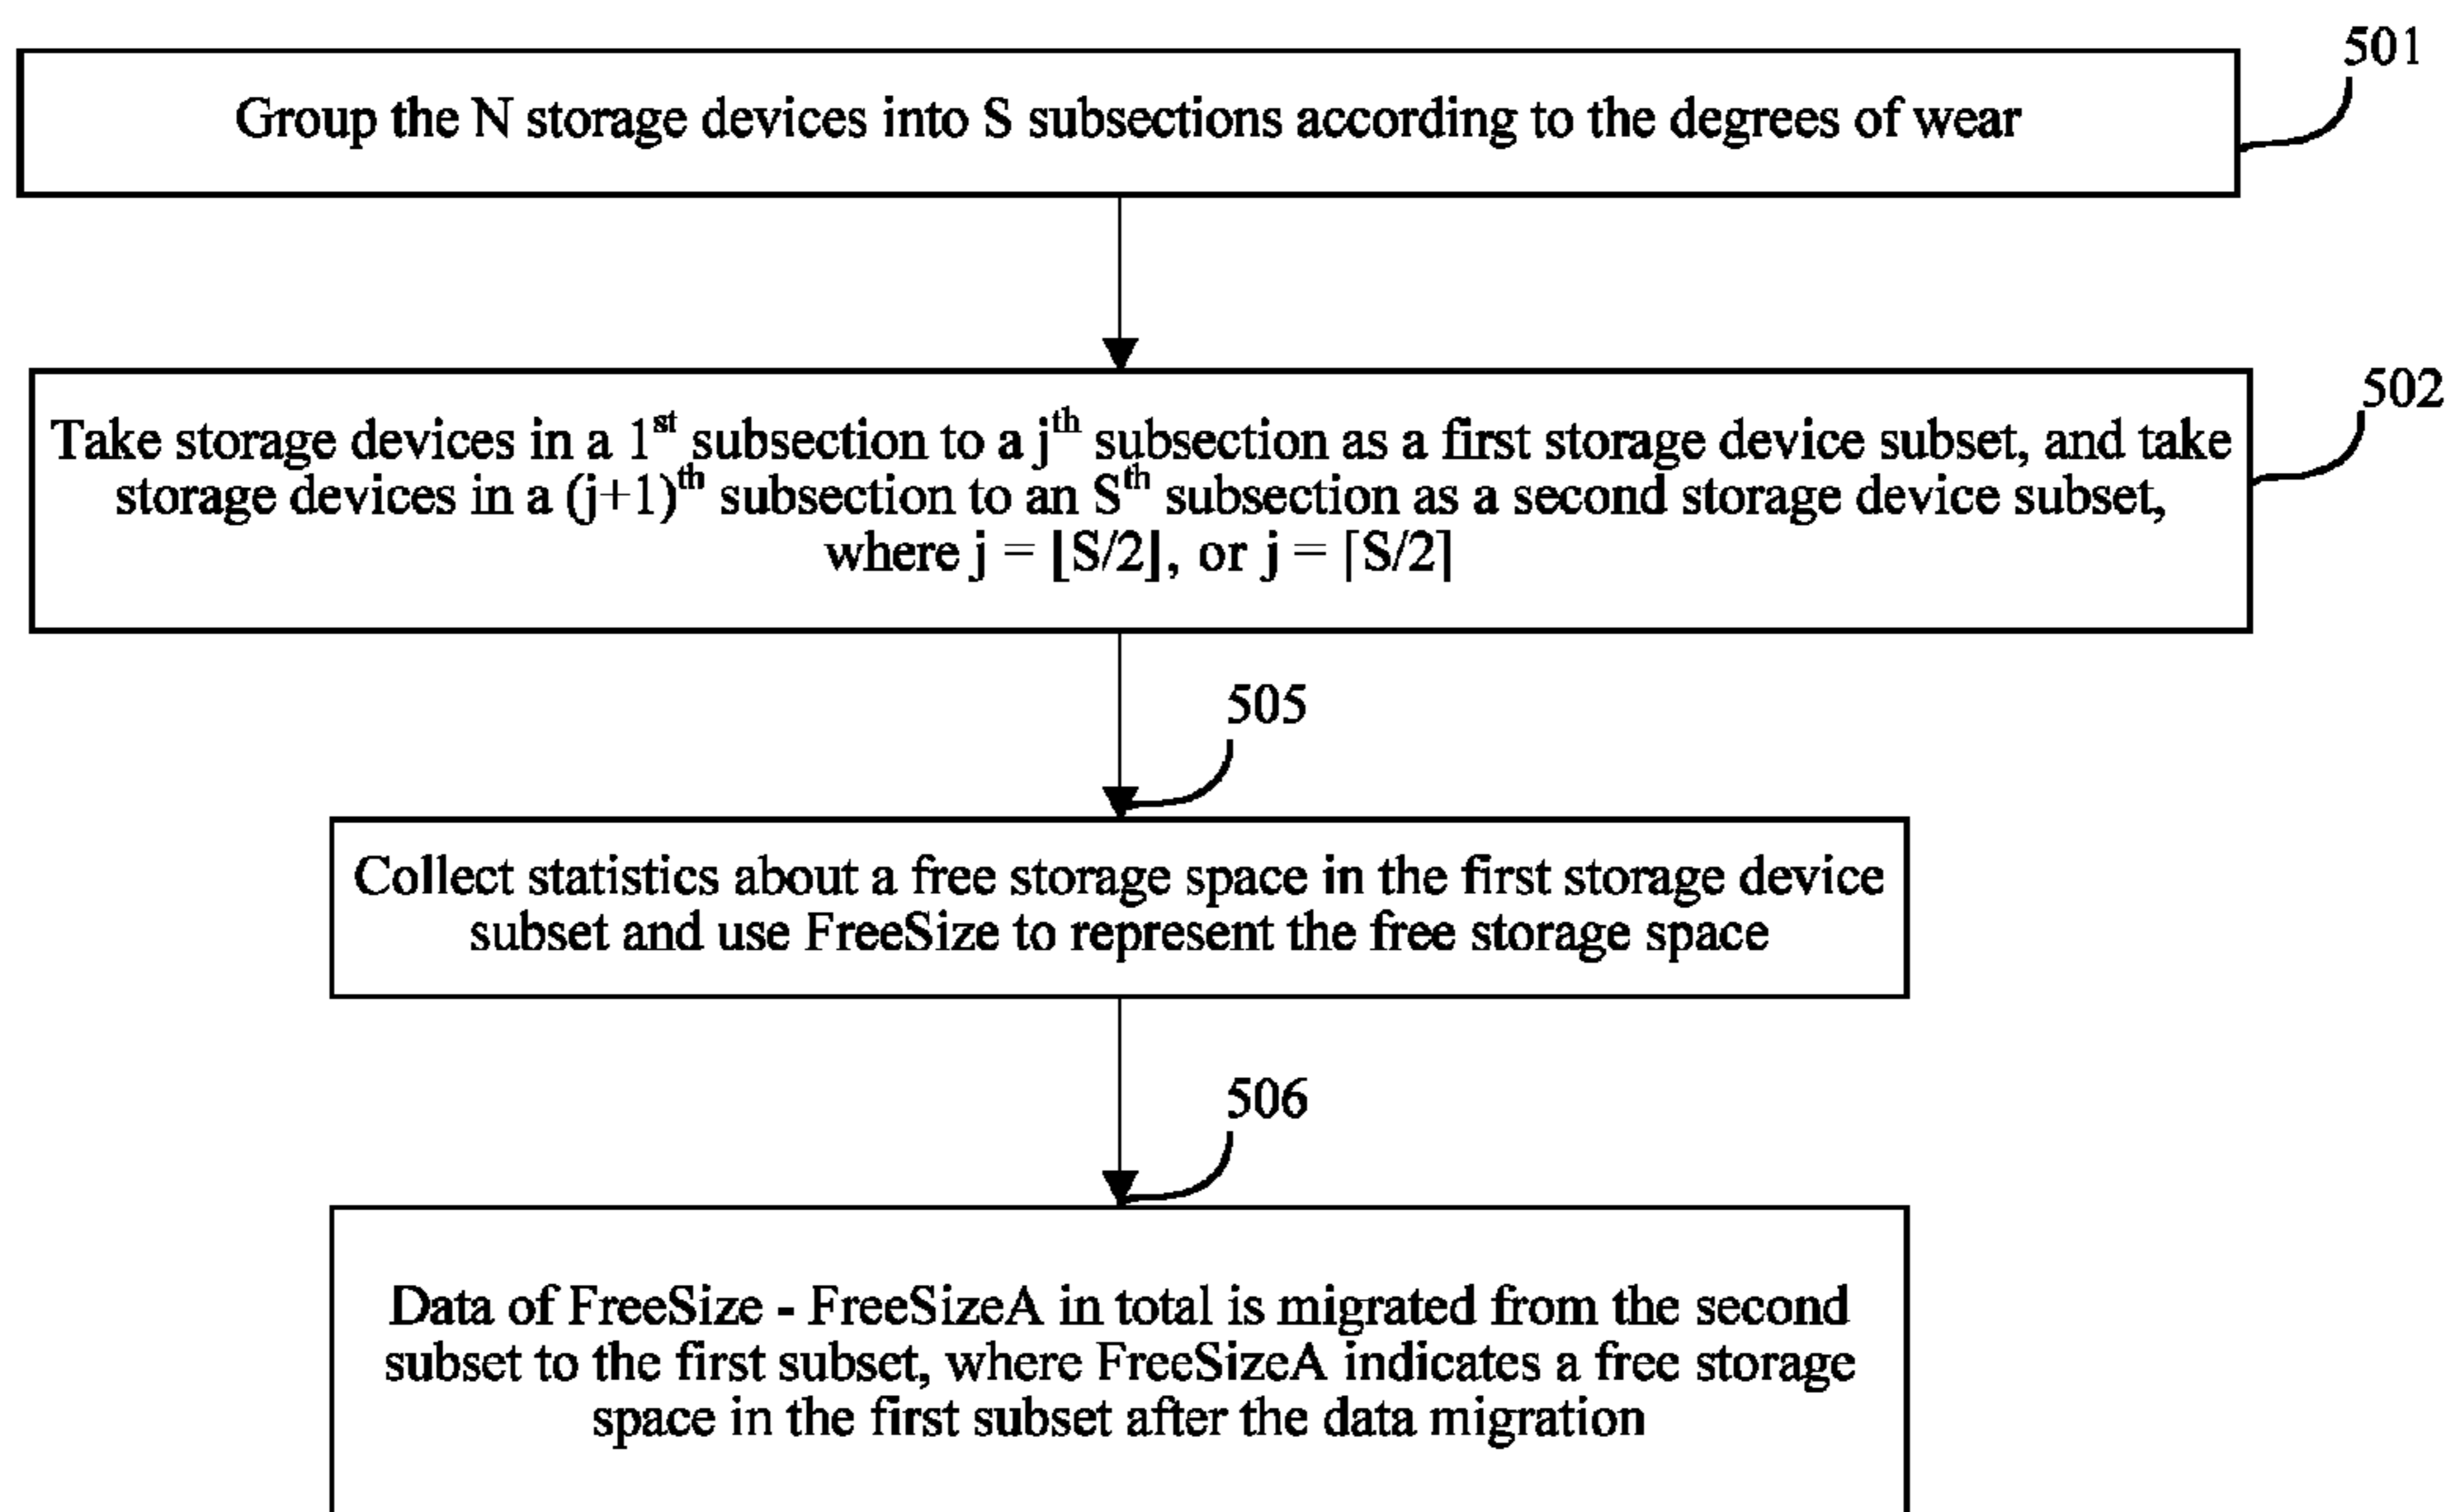 501
Group the N storage devices into S subsections according to the degrees of wear
502
Take storage devices in a 1st subsection to a jth subsection as a first storage device subset, and take
storage devices in a (j+1)th subsection to an Sth subsection as a second storage device subset,
where j = ⌊S/2⌋, or j = ⌈S/2⌉
505
Collect statistics about a free storage space in the first storage device
subset and use FreeSize to represent the free storage space
506
Data of FreeSize - FreeSizeA in total is migrated from the second
subset to the first subset, where FreeSizeA indicates a free storage
space in the first subset after the data migration